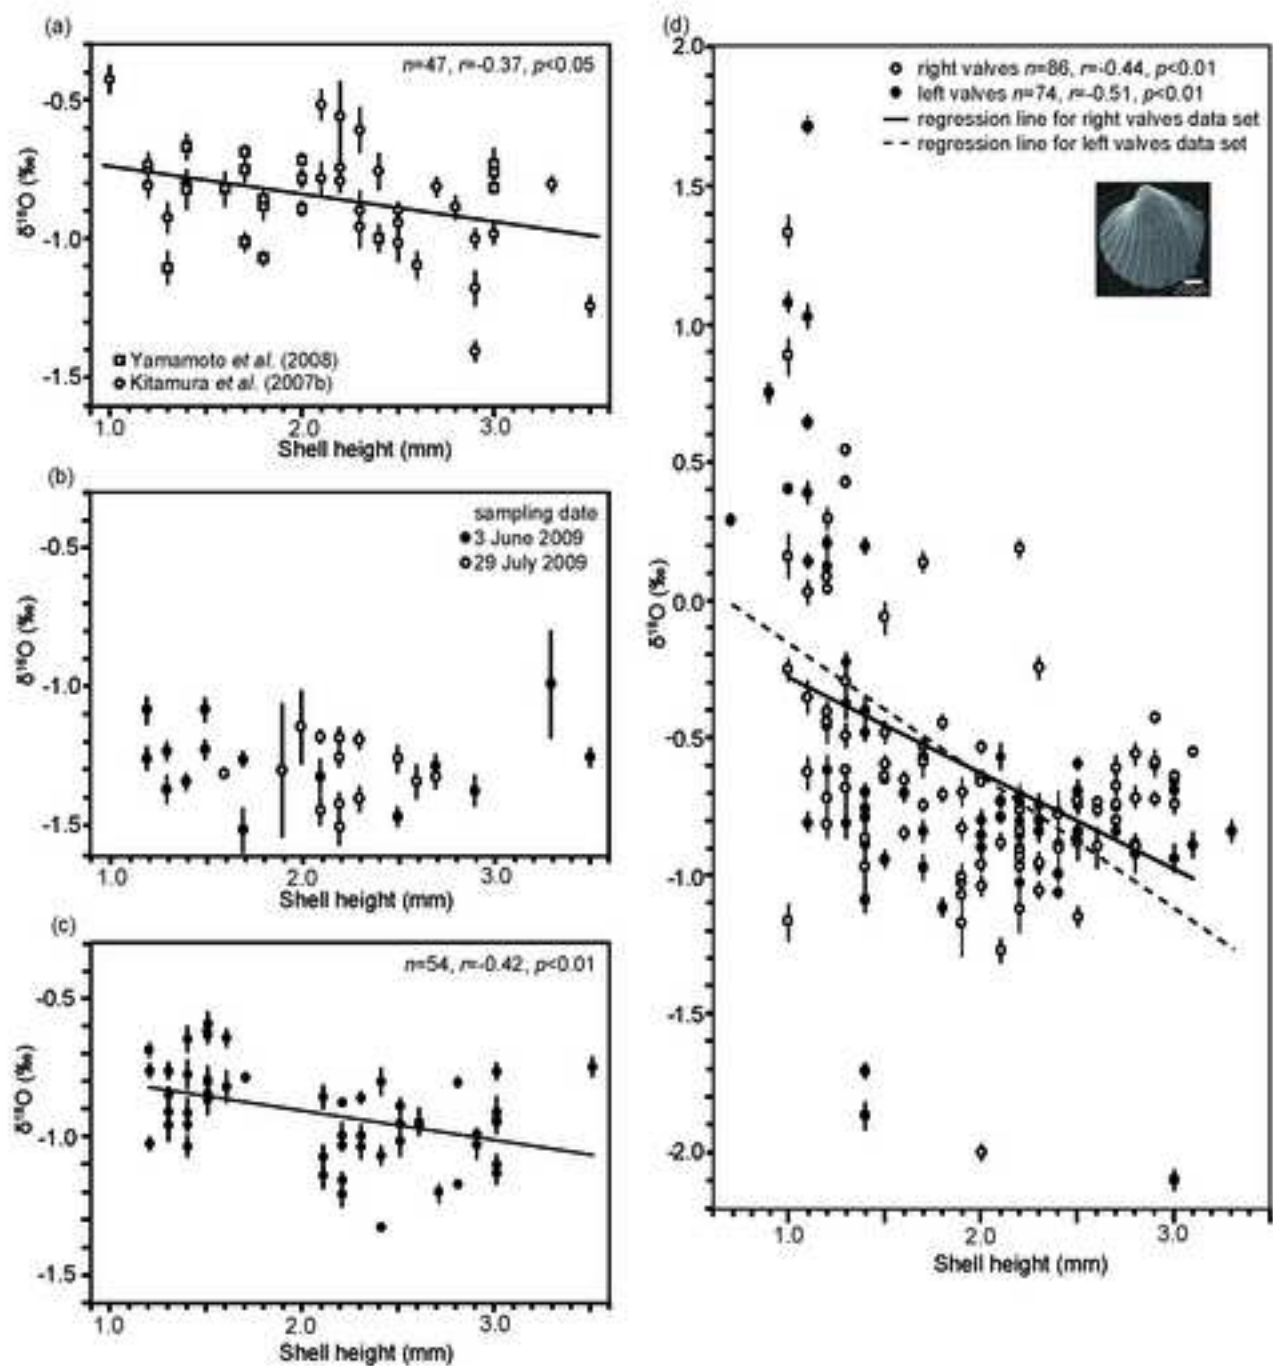 (a)
n=47, r=-0.37, p<0.05
-0.5
-1.0
-1.5
δ¹⁸O (‰)
Yamamoto et al. (2008)
Kitamura et al. (2007b)
1.0 2.0 3.0
Shell height (mm)
(b)
sampling date
3 June 2009
29 July 2009
-0.5
-1.0
-1.5
δ¹⁸O (‰)
1.0 2.0 3.0
Shell height (mm)
(c)
n=54, r=-0.42, p<0.01
-0.5
-1.0
-1.5
δ¹⁸O (‰)
1.0 2.0 3.0
Shell height (mm)
(d)
right valves n=86, r=-0.44, p<0.01
left valves n=74, r=-0.51, p<0.01
regression line for right valves data set
regression line for left valves data set
2.0
1.5
1.0
0.5
0.0
-0.5
-1.0
-1.5
-2.0
δ¹⁸O (‰)
1.0 2.0 3.0
Shell height (mm)